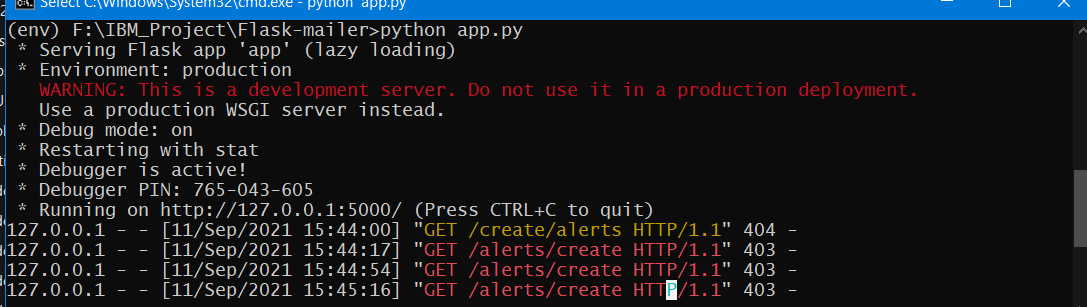 Select C:\Windows\System32\cmd.exe - python app.py
(env) F:\IBM_Project\Flask-mailer>python app.py
 * Serving Flask app 'app' (lazy loading)
 * Environment: production
   WARNING: This is a development server. Do not use it in a production deployment.
   Use a production WSGI server instead.
 * Debug mode: on
 * Restarting with stat
 * Debugger is active!
 * Debugger PIN: 765-043-605
 * Running on http://127.0.0.1:5000/ (Press CTRL+C to quit)
127.0.0.1 - - [11/Sep/2021 15:44:00] "GET /create/alerts HTTP/1.1" 404 -
127.0.0.1 - - [11/Sep/2021 15:44:17] "GET /alerts/create HTTP/1.1" 403 -
127.0.0.1 - - [11/Sep/2021 15:44:54] "GET /alerts/create HTTP/1.1" 403 -
127.0.0.1 - - [11/Sep/2021 15:45:16] "GET /alerts/create HTTP/1.1" 403 -